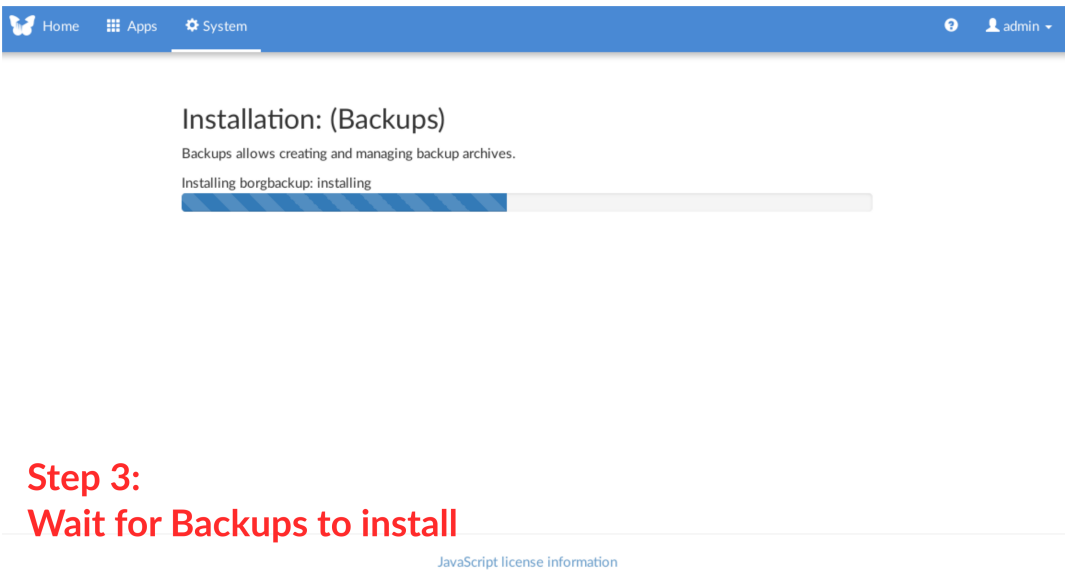 Home Apps System admin
Installation: (Backups)
Backups allows creating and managing backup archives.
Installing borgbackup: installing
Step 3:
Wait for Backups to install
JavaScript license information